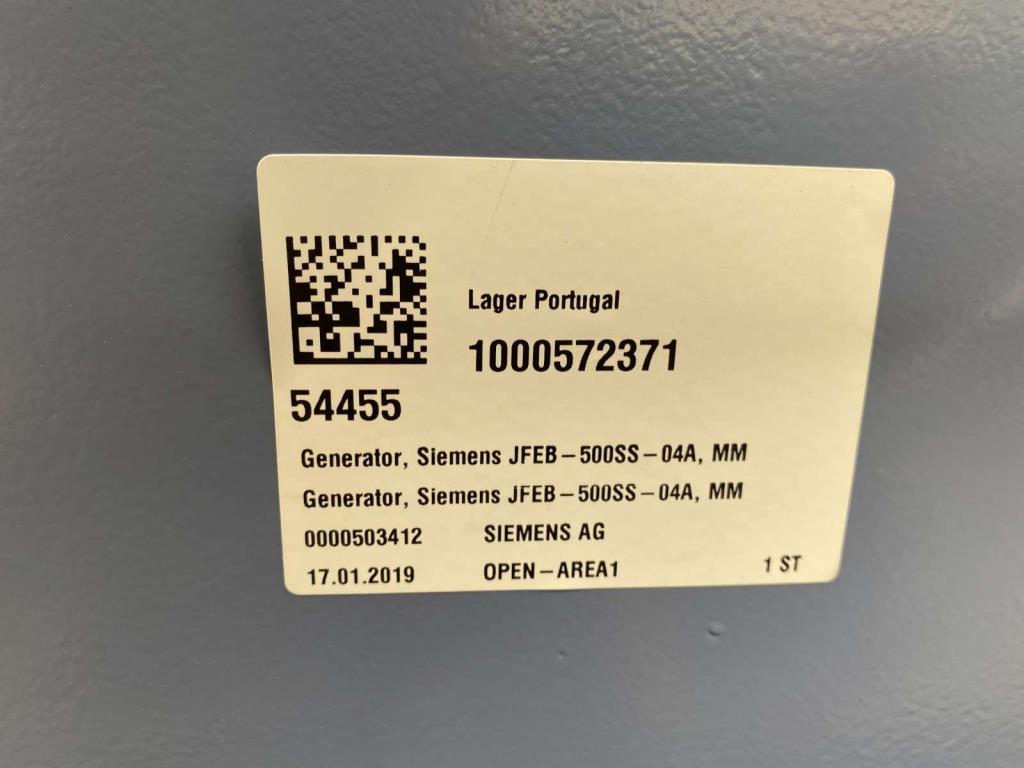 Lager Portugal
1000572371
54455
Generator, Siemens JFEB-500SS-04A, MM
Generator, Siemens JFEB-500SS-04A, MM
0000503412 SIEMENS AG
17.01.2019 OPEN-AREA1 1 ST